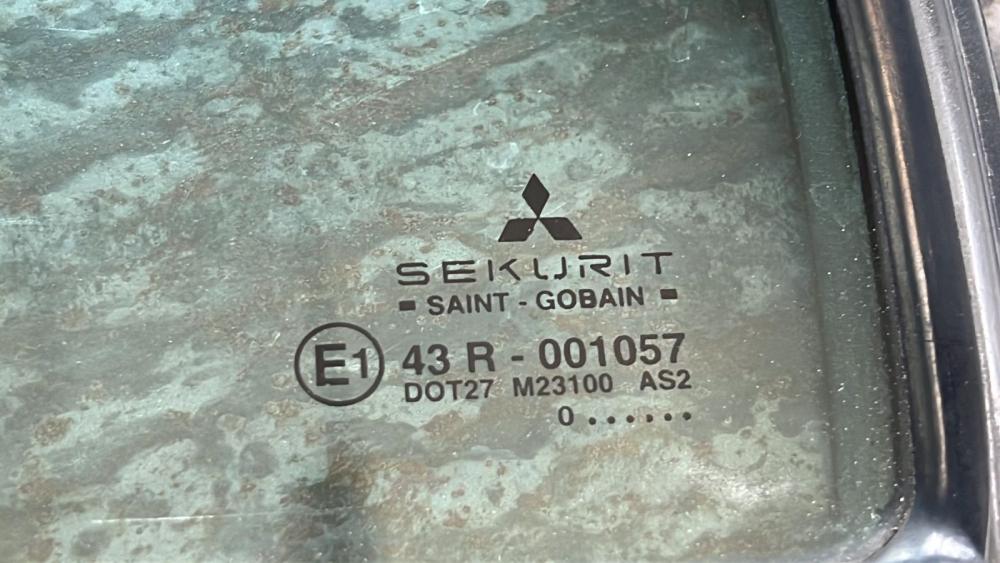 SEKURIT
SAINT - GOBAIN
E1 43 R - 001057
DOT27 M23100 AS2
0 . . . . . .